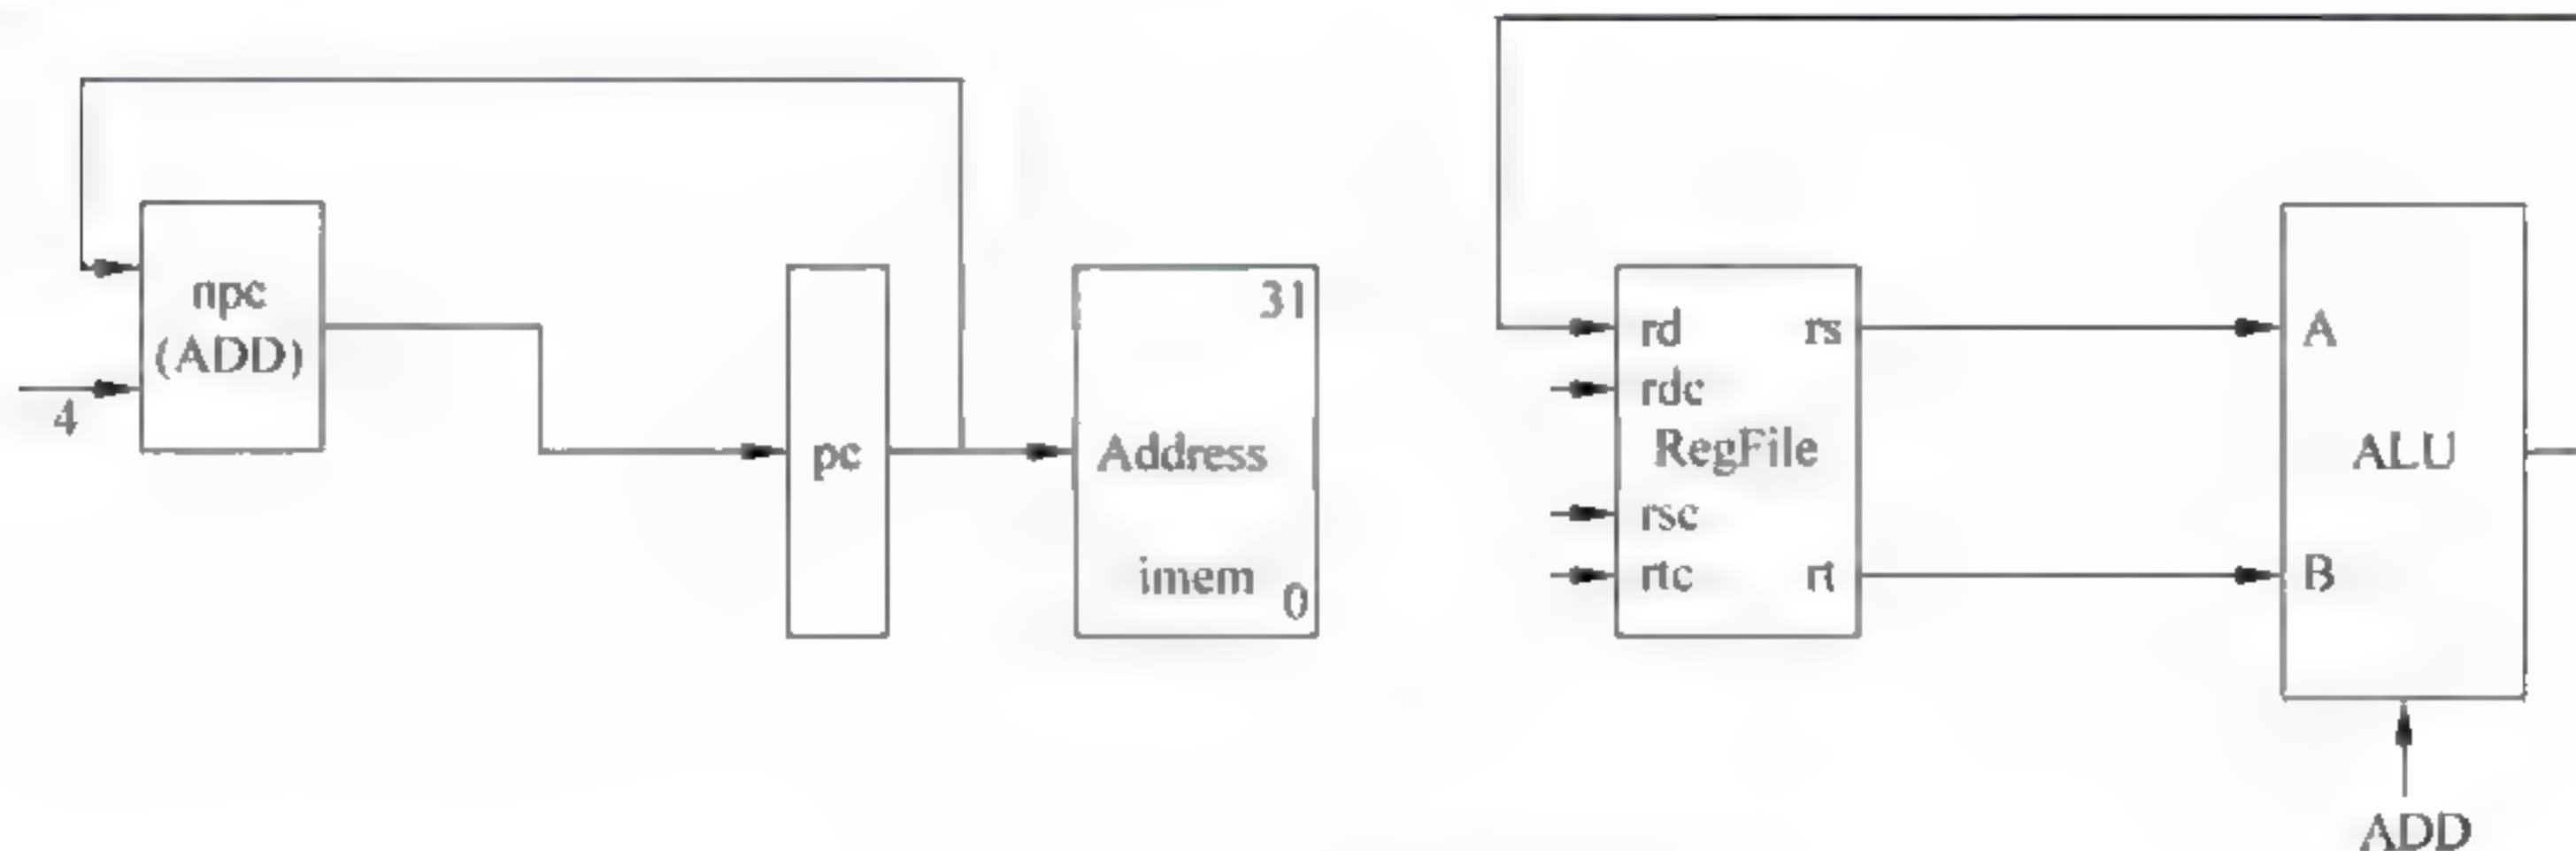 npc
(ADD)
4
pc
31
Address
imem
0
rd
rs
rdc
RegFile
rsc
rtc
rt
A
ALU
B
ADD